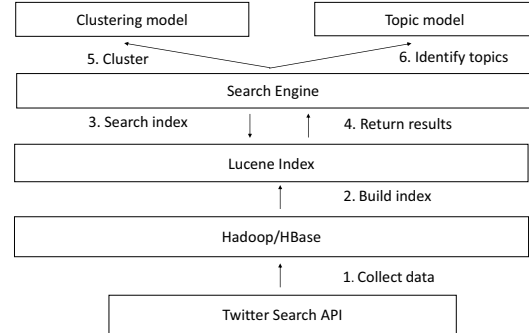 Clustering model
Topic model
5. Cluster
6. Identify topics
Search Engine
3. Search index
4. Return results
Lucene Index
2. Build index
Hadoop/HBase
1. Collect data
Twitter Search API